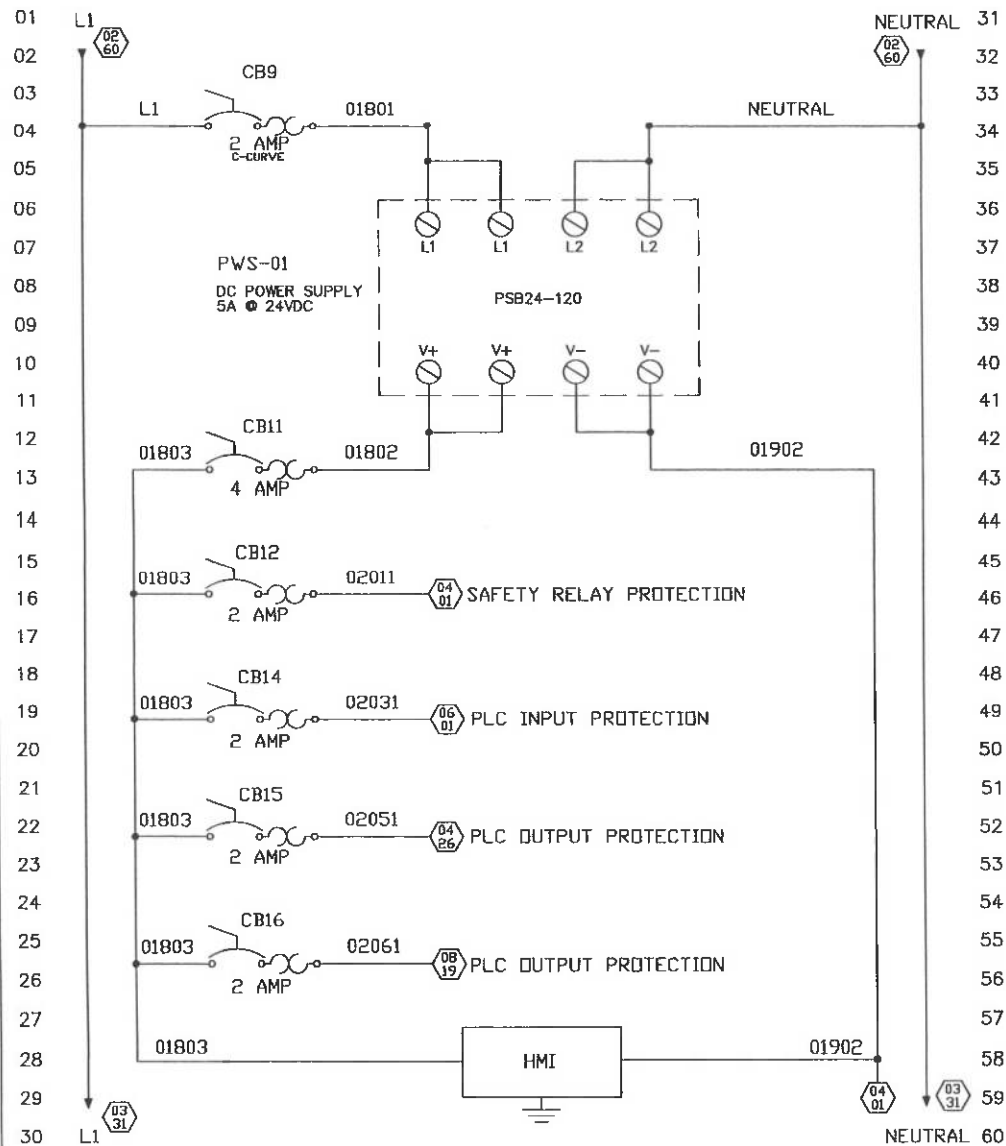 01 L1 NEUTRAL 31
02 60 02 60
02 32
CB9
03 L1 01801 NEUTRAL 33
04 34
2 AMP
C-CURVE
05 35
06 36
L1 L1 L2 L2
07 37
PWS-01
08 DC POWER SUPPLY 38
5A @ 24VDC PSB24-120
09 39
V+ V+ V- V-
10 40
11 41
CB11
12 01803 01802 01902 42
13 43
4 AMP
14 44
CB12
15 45
01803 02011
16 04 01 SAFETY RELAY PROTECTION 46
2 AMP
17 47
18 CB14 48
01803 02031
19 06 01 PLC INPUT PROTECTION 49
2 AMP
20 50
21 CB15 51
01803 02051
22 04 26 PLC OUTPUT PROTECTION 52
2 AMP
23 53
24 54
CB16
25 01803 02061 55
08 19 PLC OUTPUT PROTECTION
26 2 AMP 56
27 57
01803 01902
28 HMI 58
29 03 31 04 01 03 31 59
30 L1 NEUTRAL 60